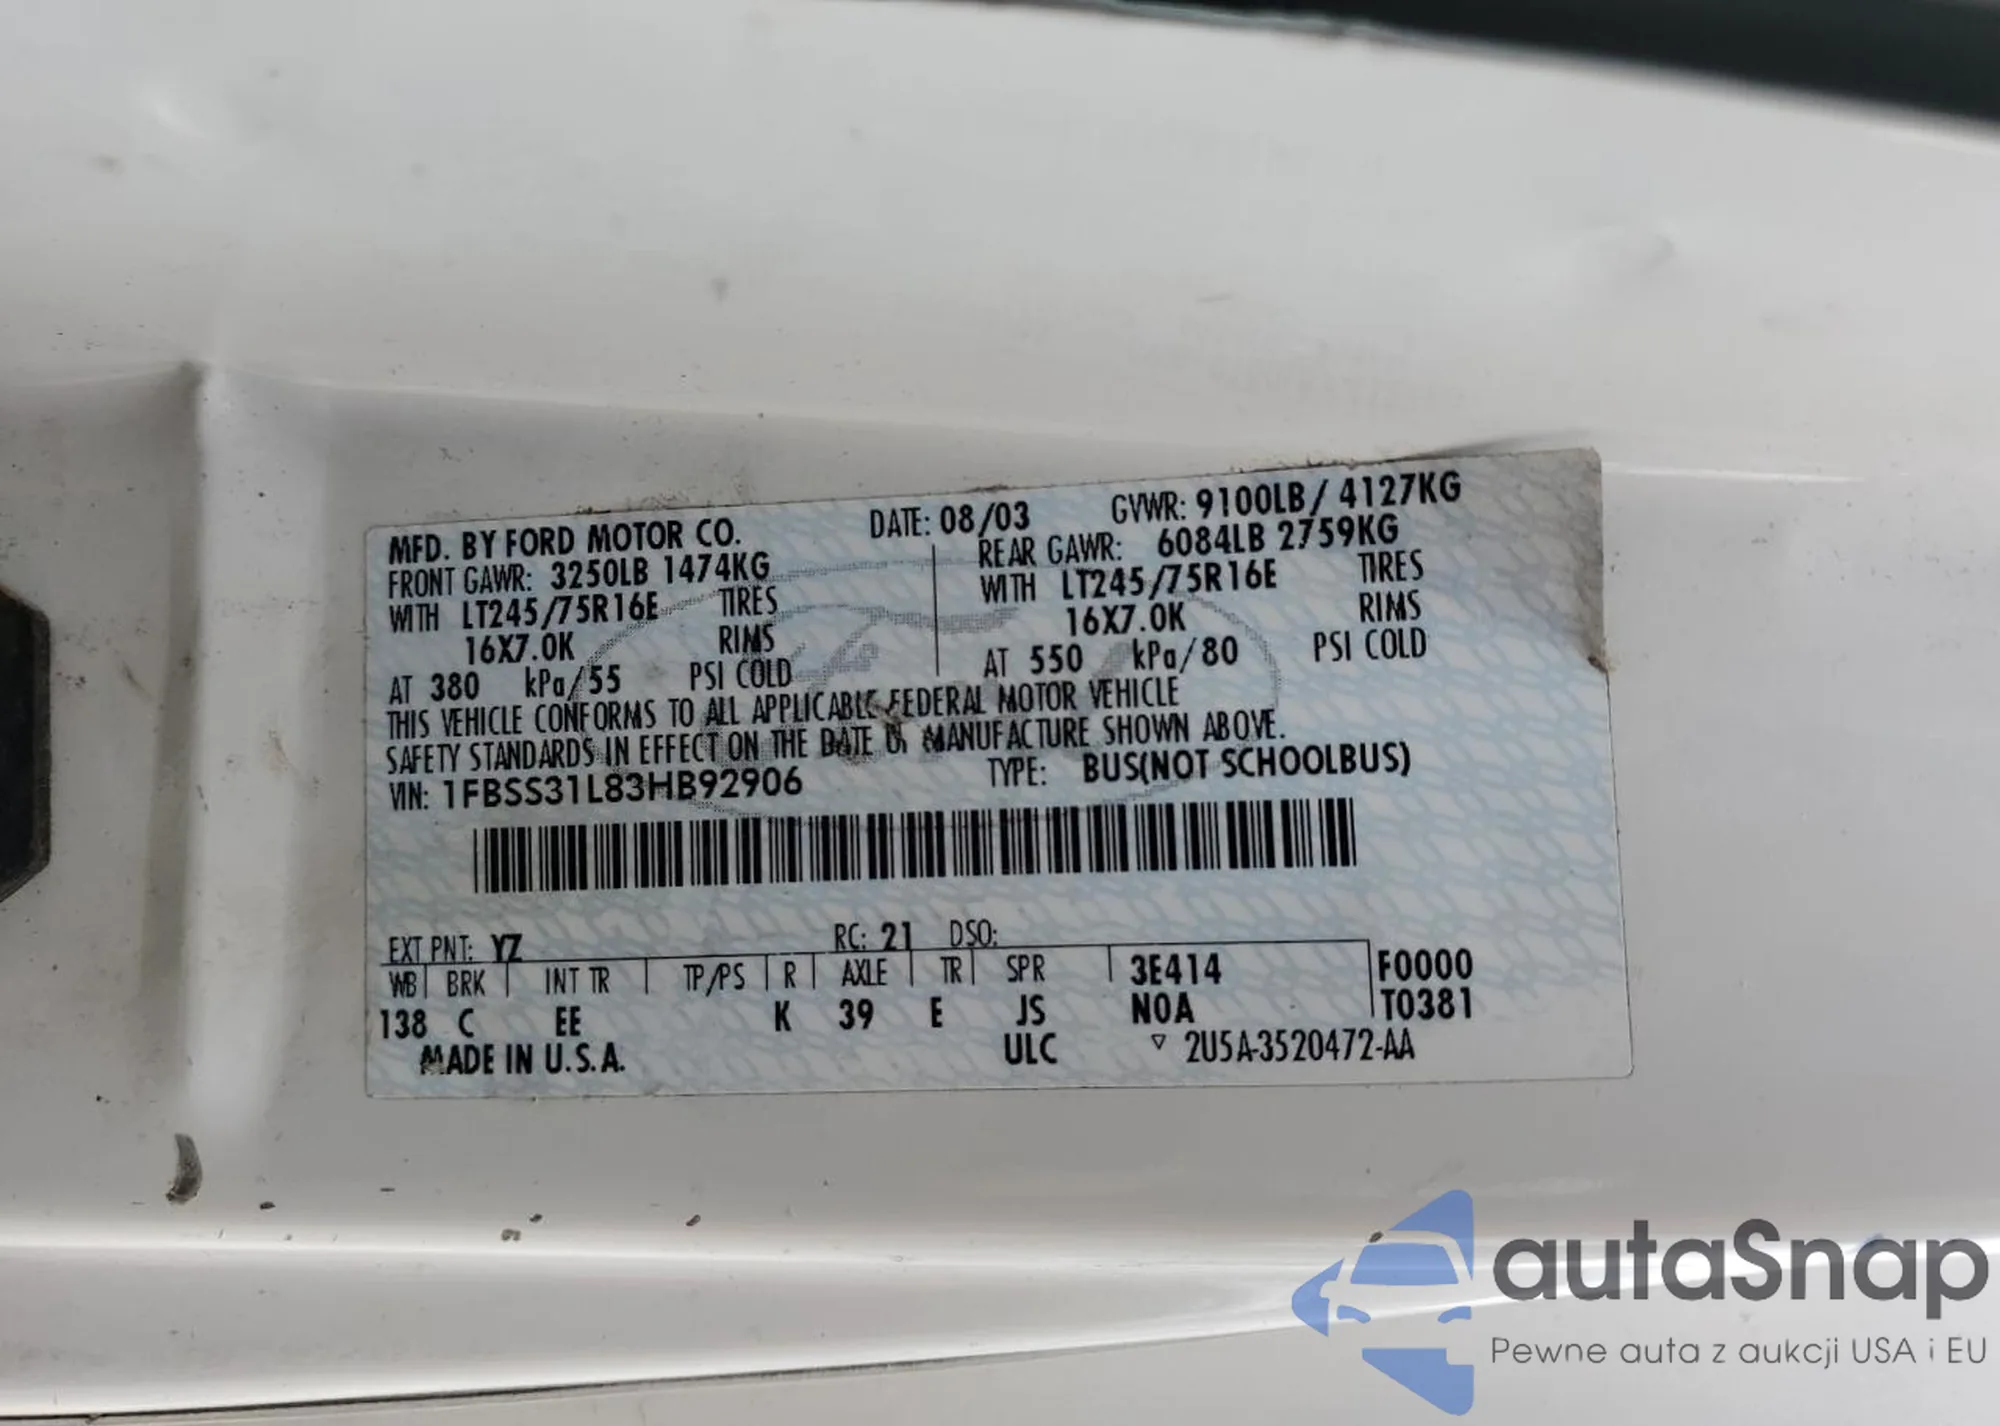 MFD. BY FORD MOTOR CO. DATE: 08/03 GVWR: 9100LB / 4127KG
FRONT GAWR: 3250LB 1474KG REAR GAWR: 6084LB 2759KG
WITH LT245/75R16E TIRES WITH LT245/75R16E TIRES
16X7.0K RIMS 16X7.0K RIMS
AT 380 kPa/55 PSI COLD AT 550 kPa/80 PSI COLD
THIS VEHICLE CONFORMS TO ALL APPLICABLE FEDERAL MOTOR VEHICLE
SAFETY STANDARDS IN EFFECT ON THE DATE OF MANUFACTURE SHOWN ABOVE.
VIN: 1FBSS31L83HB92906 TYPE: BUS(NOT SCHOOLBUS)
EXT PNT: YZ RC: 21 DSO:
WB BRK INT TR TP/PS R AXLE TR SPR 3E414 F0000
138 C EE K 39 E JS N0A T0381
MADE IN U.S.A. ULC ▽ 2U5A-3520472-AA
autaSnap
Pewne auta z aukcji USA i EU